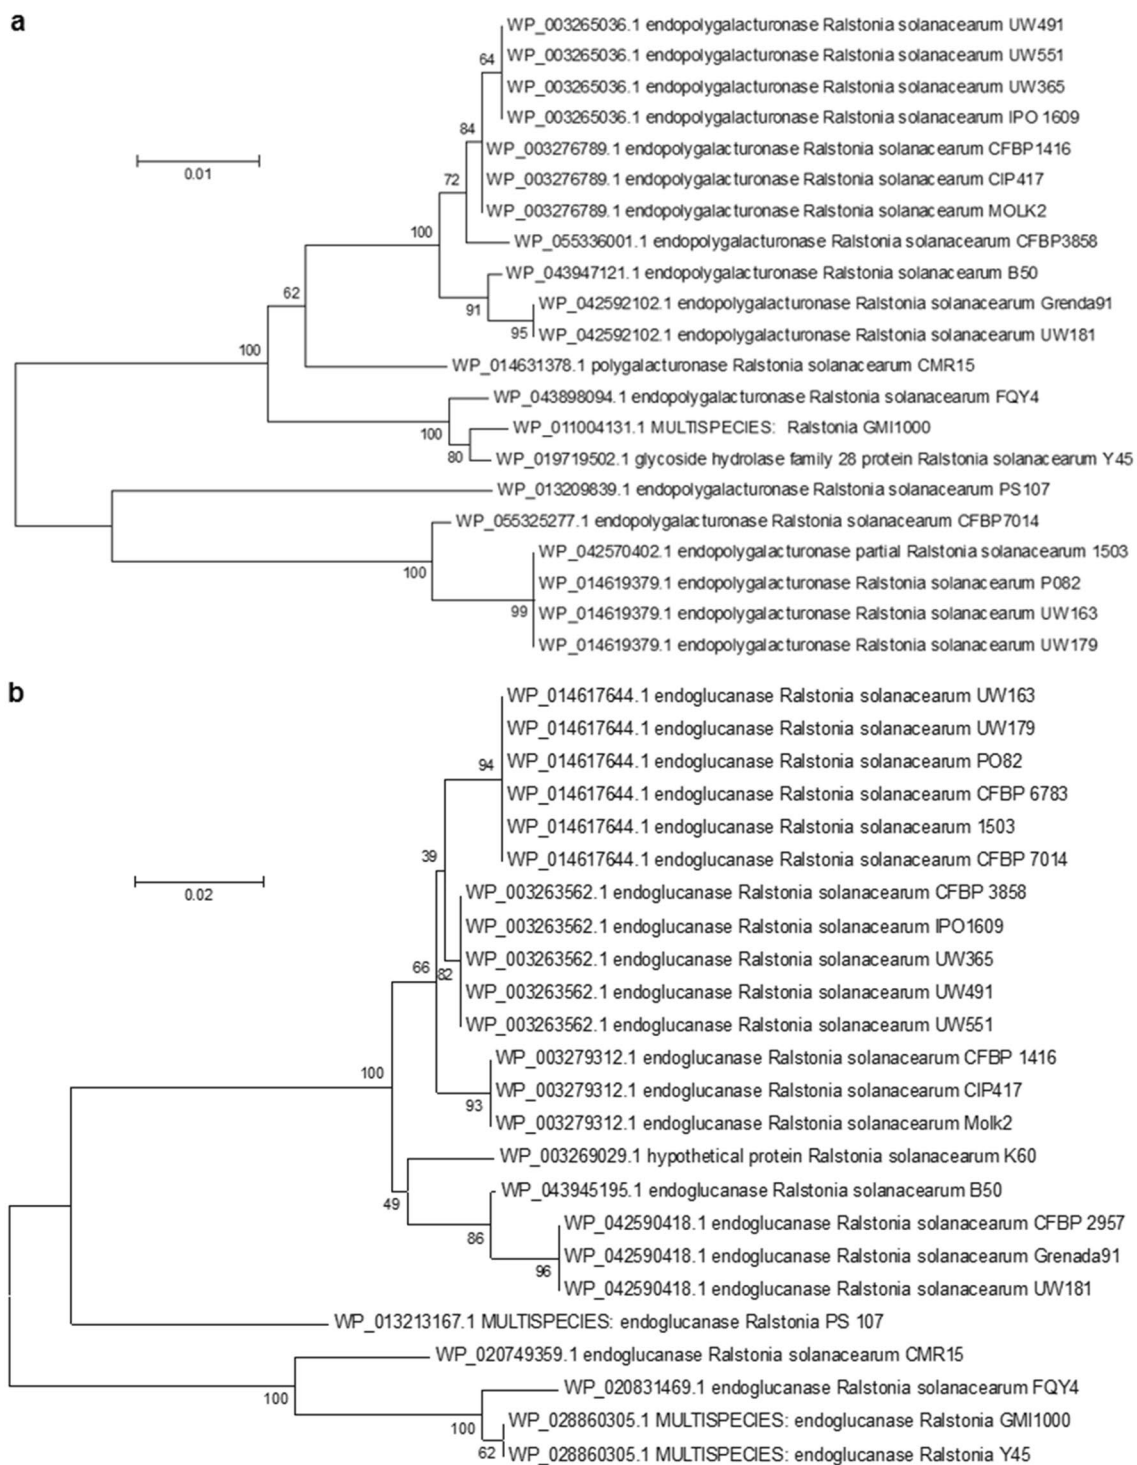 a
WP_003265036.1 endopolygalacturonase Ralstonia solanacearum UW491
WP_003265036.1 endopolygalacturonase Ralstonia solanacearum UW551
64
WP_003265036.1 endopolygalacturonase Ralstonia solanacearum UW365
WP_003265036.1 endopolygalacturonase Ralstonia solanacearum IPO 1609
84
WP_003276789.1 endopolygalacturonase Ralstonia solanacearum CFBP1416
0.01
72
WP_003276789.1 endopolygalacturonase Ralstonia solanacearum CIP417
WP_003276789.1 endopolygalacturonase Ralstonia solanacearum MOLK2
100
WP_055336001.1 endopolygalacturonase Ralstonia solanacearum CFBP3858
WP_043947121.1 endopolygalacturonase Ralstonia solanacearum B50
62
WP_042592102.1 endopolygalacturonase Ralstonia solanacearum Grenda91
91
95
WP_042592102.1 endopolygalacturonase Ralstonia solanacearum UW181
100
WP_014631378.1 polygalacturonase Ralstonia solanacearum CMR15
WP_043898094.1 endopolygalacturonase Ralstonia solanacearum FQY4
100
WP_011004131.1 MULTISPECIES: Ralstonia GMI1000
80
WP_019719502.1 glycoside hydrolase family 28 protein Ralstonia solanacearum Y45
WP_013209839.1 endopolygalacturonase Ralstonia solanacearum PS107
WP_055325277.1 endopolygalacturonase Ralstonia solanacearum CFBP7014
WP_042570402.1 endopolygalacturonase partial Ralstonia solanacearum 1503
100
WP_014619379.1 endopolygalacturonase Ralstonia solanacearum P082
99
WP_014619379.1 endopolygalacturonase Ralstonia solanacearum UW163
WP_014619379.1 endopolygalacturonase Ralstonia solanacearum UW179
b
WP_014617644.1 endoglucanase Ralstonia solanacearum UW163
WP_014617644.1 endoglucanase Ralstonia solanacearum UW179
94
WP_014617644.1 endoglucanase Ralstonia solanacearum PO82
WP_014617644.1 endoglucanase Ralstonia solanacearum CFBP 6783
WP_014617644.1 endoglucanase Ralstonia solanacearum 1503
39
WP_014617644.1 endoglucanase Ralstonia solanacearum CFBP 7014
0.02
WP_003263562.1 endoglucanase Ralstonia solanacearum CFBP 3858
WP_003263562.1 endoglucanase Ralstonia solanacearum IPO1609
66
82
WP_003263562.1 endoglucanase Ralstonia solanacearum UW365
WP_003263562.1 endoglucanase Ralstonia solanacearum UW491
WP_003263562.1 endoglucanase Ralstonia solanacearum UW551
WP_003279312.1 endoglucanase Ralstonia solanacearum CFBP 1416
100
WP_003279312.1 endoglucanase Ralstonia solanacearum CIP417
93
WP_003279312.1 endoglucanase Ralstonia solanacearum Molk2
WP_003269029.1 hypothetical protein Ralstonia solanacearum K60
49
WP_043945195.1 endoglucanase Ralstonia solanacearum B50
WP_042590418.1 endoglucanase Ralstonia solanacearum CFBP 2957
86
WP_042590418.1 endoglucanase Ralstonia solanacearum Grenada91
96
WP_042590418.1 endoglucanase Ralstonia solanacearum UW181
WP_013213167.1 MULTISPECIES: endoglucanase Ralstonia PS 107
WP_020749359.1 endoglucanase Ralstonia solanacearum CMR15
100
WP_020831469.1 endoglucanase Ralstonia solanacearum FQY4
100
WP_028860305.1 MULTISPECIES: endoglucanase Ralstonia GMI1000
62
WP_028860305.1 MULTISPECIES: endoglucanase Ralstonia Y45